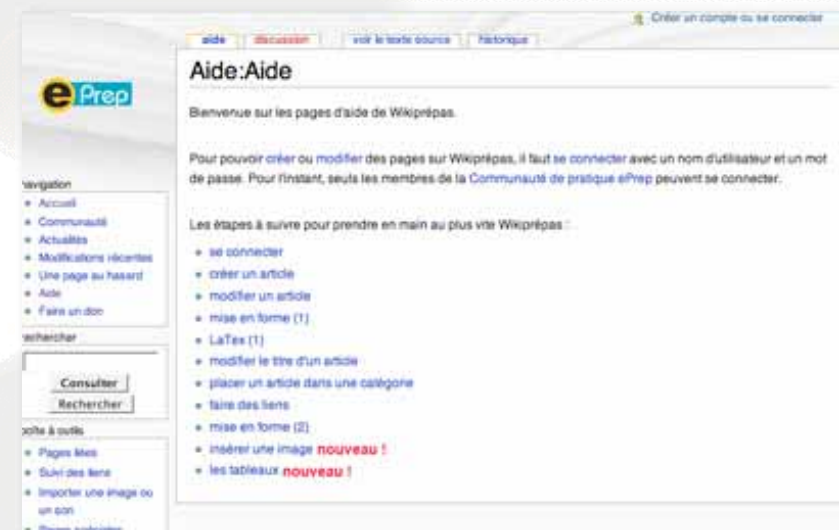 Créer un compte ou se connecter
aide
discussion
voir le texte source
historique
e Prep
Aide:Aide
Bienvenue sur les pages d'aide de Wikiprépas.
Pour pouvoir créer ou modifier des pages sur Wikiprépas, il faut se connecter avec un nom d'utilisateur et un mot
de passe. Pour l'instant, seuls les membres de la Communauté de pratique ePrep peuvent se connecter.
Les étapes à suivre pour prendre en main au plus vite Wikiprépas :
se connecter
créer un article
modifier un article
mise en forme (1)
LaTex (1)
modifier le titre d'un article
placer un article dans une catégorie
faire des liens
mise en forme (2)
insérer une image nouveau !
les tableaux nouveau !
navigation
Accueil
Communauté
Actualités
Modifications récentes
Une page au hasard
Aide
Faire un don
rechercher
Consulter
Rechercher
boîte à outils
Pages liées
Suivi des liens
Importer une image ou
un son
Pages spéciales